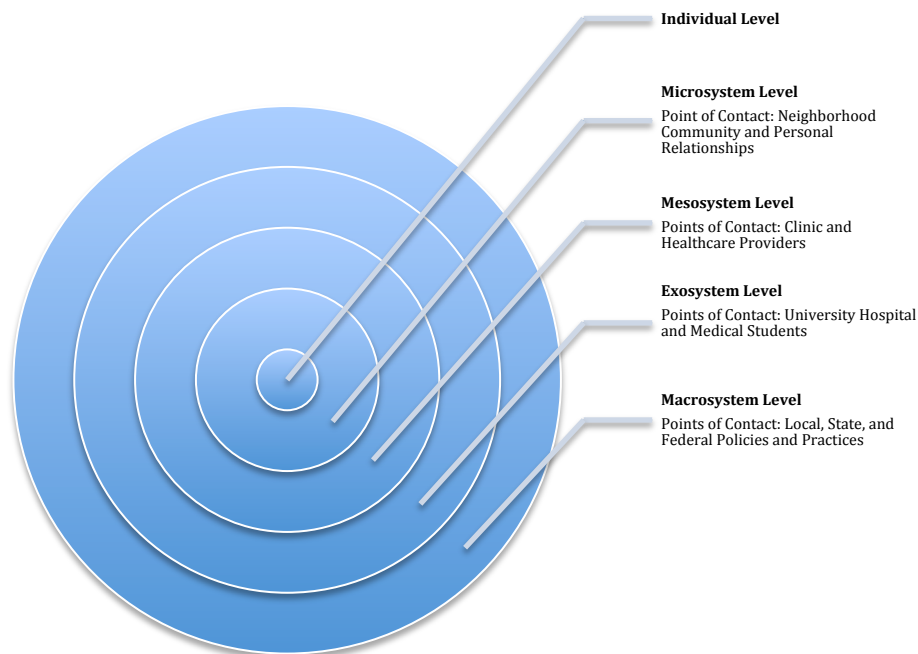 Individual Level
Microsystem Level
Point of Contact: Neighborhood
Community and Personal
Relationships
Mesosystem Level
Points of Contact: Clinic and
Healthcare Providers
Exosystem Level
Points of Contact: University Hospital
and Medical Students
Macrosystem Level
Points of Contact: Local, State, and
Federal Policies and Practices